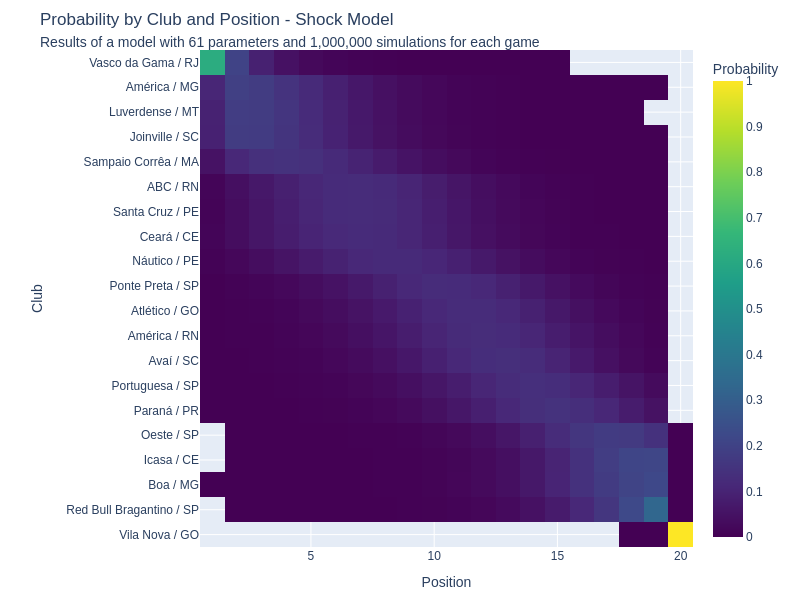 Probability by Club and Position - Shock Model
Results of a model with 61 parameters and 1,000,000 simulations for each game
Vasco da Gama / RJ
América / MG
Luverdense / MT
Joinville / SC
Sampaio Corrêa / MA
ABC / RN
Santa Cruz / PE
Ceará / CE
Náutico / PE
Ponte Preta / SP
Atlético / GO
América / RN
Avaí / SC
Portuguesa / SP
Paraná / PR
Oeste / SP
Icasa / CE
Boa / MG
Red Bull Bragantino / SP
Vila Nova / GO
Club
5
10
15
20
Position
Probability
1
0.9
0.8
0.7
0.6
0.5
0.4
0.3
0.2
0.1
0